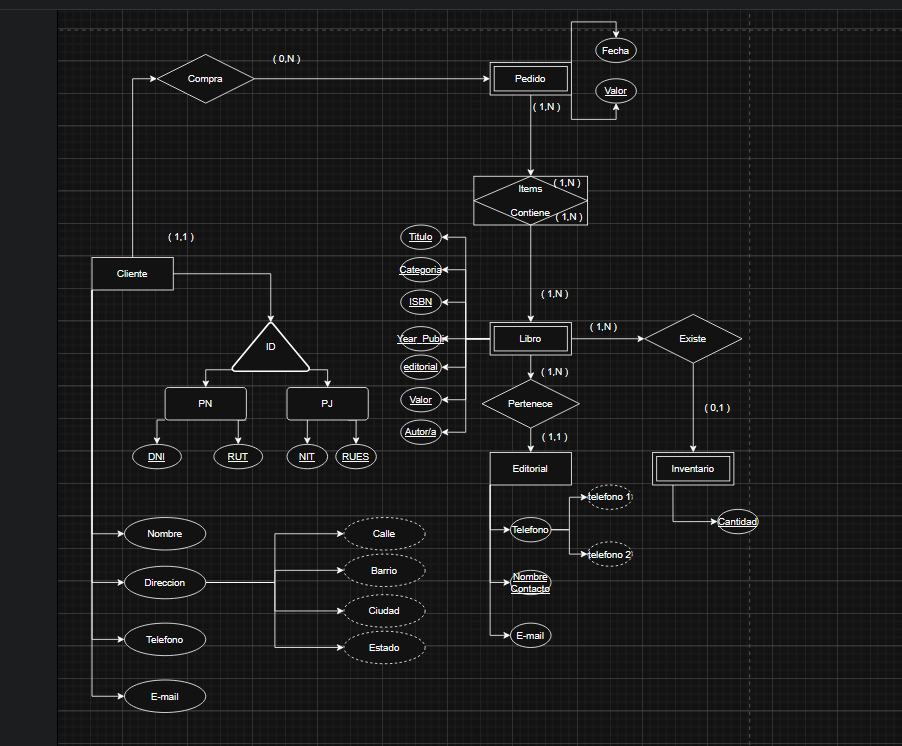 Fecha
( 0,N )
Compra
Pedido
Valor
( 1,N )
( 1,N )
Items
Contiene
( 1,N )
( 1,1 )
Titulo
Cliente
Categoria
ISBN
( 1,N )
( 1,N )
Year_Publi
Libro
Existe
ID
editorial
( 1,N )
Valor
Pertenece
PN
PJ
( 0,1 )
Autor/a
( 1,1 )
DNI
RUT
NIT
RUES
Editorial
Inventario
telefono 1
Cantidad
Nombre
Calle
Telefono
telefono 2
Barrio
Direccion
Nombre
Contacto
Ciudad
Telefono
E-mail
Estado
E-mail